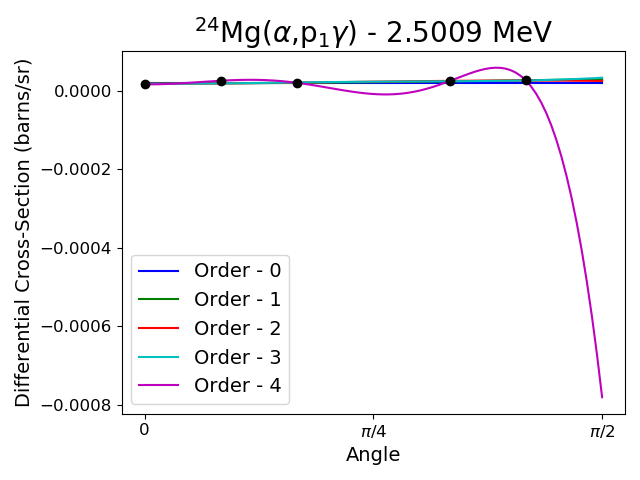 ²⁴Mg(α,p₁γ) - 2.5009 MeV
Differential Cross-Section (barns/sr)
0.0000
−0.0002
−0.0004
−0.0006
−0.0008
Order - 0
Order - 1
Order - 2
Order - 3
Order - 4
0
π/4
π/2
Angle